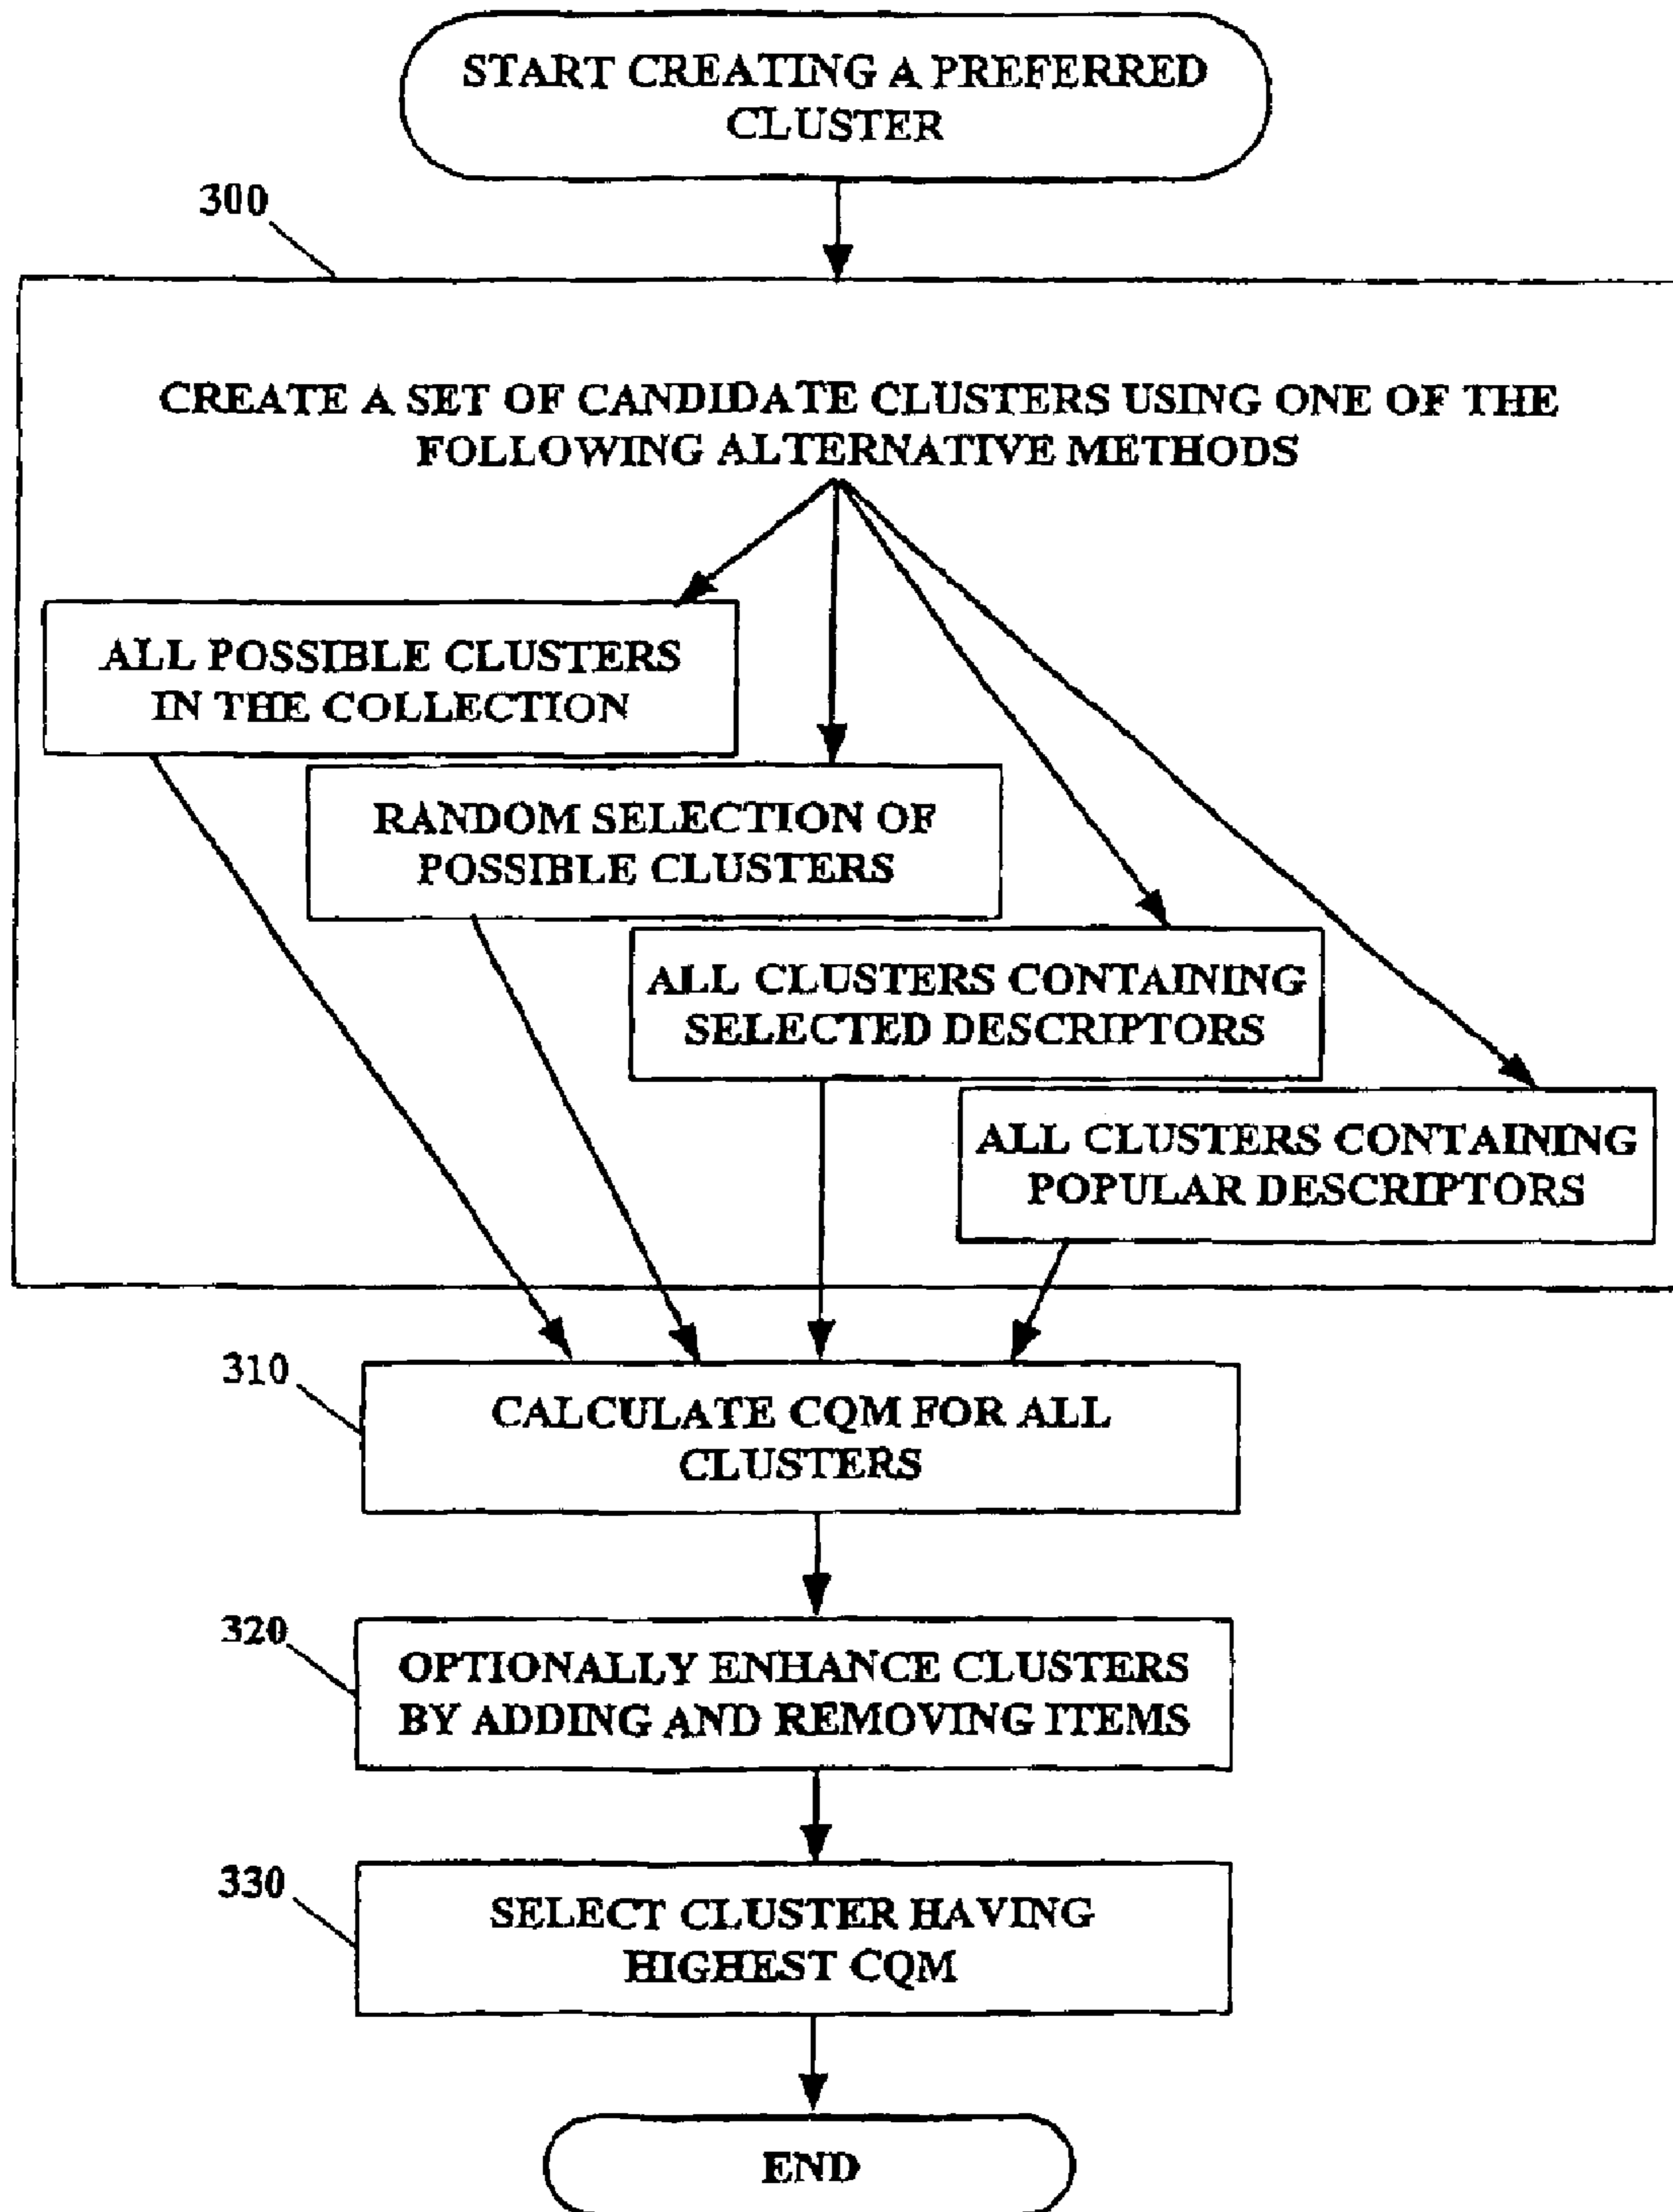 START CREATING A PREFERRED
CLUSTER
300
CREATE A SET OF CANDIDATE CLUSTERS USING ONE OF THE
FOLLOWING ALTERNATIVE METHODS
ALL POSSIBLE CLUSTERS
IN THE COLLECTION
RANDOM SELECTION OF
POSSIBLE CLUSTERS
ALL CLUSTERS CONTAINING
SELECTED DESCRIPTORS
ALL CLUSTERS CONTAINING
POPULAR DESCRIPTORS
310
CALCULATE CQM FOR ALL
CLUSTERS
320
OPTIONALLY ENHANCE CLUSTERS
BY ADDING AND REMOVING ITEMS
330
SELECT CLUSTER HAVING
HIGHEST CQM
END